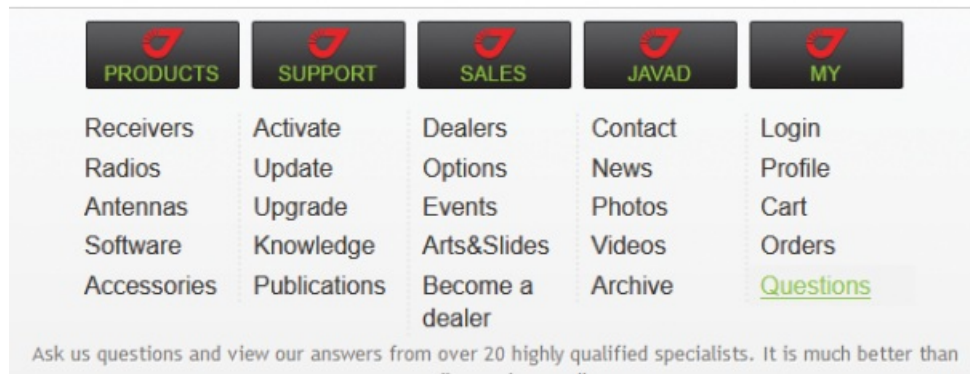 PRODUCTS SUPPORT SALES JAVAD MY
Receivers Activate Dealers Contact Login
Radios Update Options News Profile
Antennas Upgrade Events Photos Cart
Software Knowledge Arts&Slides Videos Orders
Accessories Publications Become a Archive Questions
dealer
Ask us questions and view our answers from over 20 highly qualified specialists. It is much better than